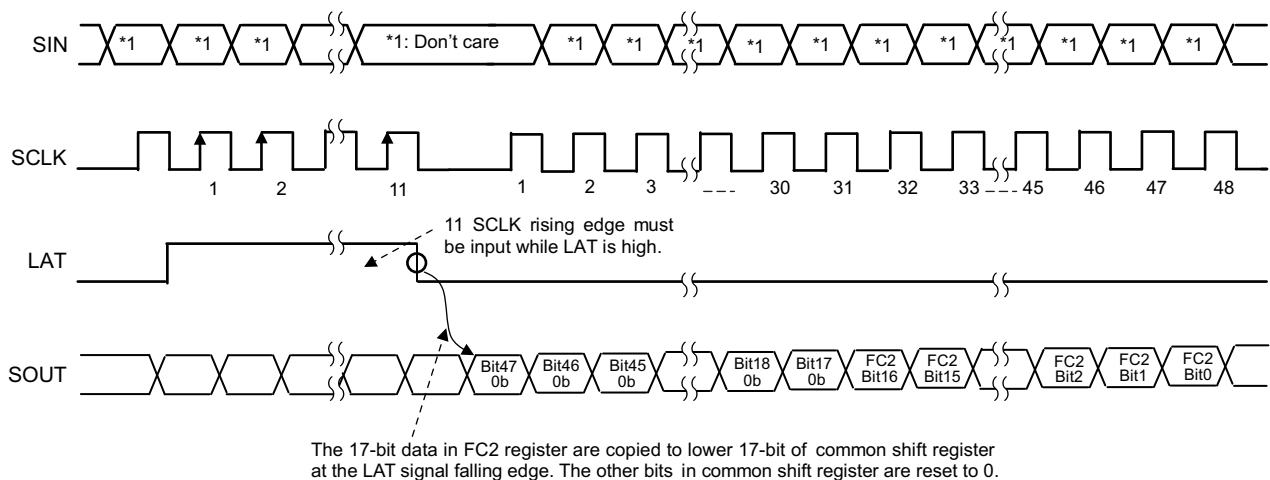 SIN *1 *1 *1 *1: Don't care *1 *1 *1 *1 *1 *1 *1 *1 *1 *1 *1
SCLK
1 2 11 1 2 3 30 31 32 33 45 46 47 48
LAT
11 SCLK rising edge must
be input while LAT is high.
SOUT
Bit47 0b
Bit46 0b
Bit45 0b
Bit18 0b
Bit17 0b
FC2 Bit16
FC2 Bit15
FC2 Bit2
FC2 Bit1
FC2 Bit0
The 17-bit data in FC2 register are copied to lower 17-bit of common shift register
at the LAT signal falling edge. The other bits in common shift register are reset to 0.